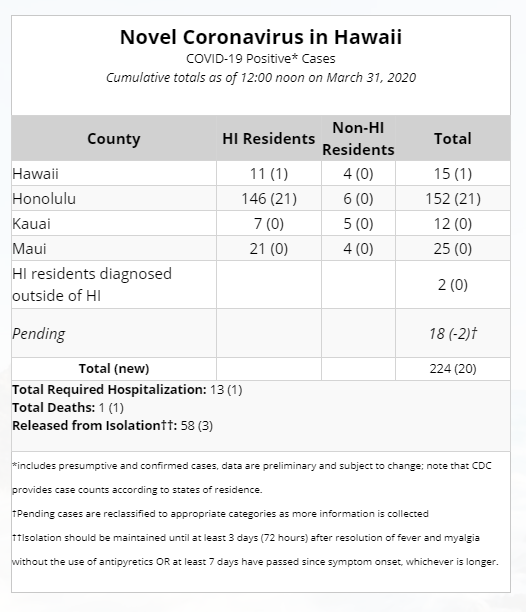 Novel Coronavirus in Hawaii
COVID-19 Positive* Cases
Cumulative totals as of 12:00 noon on March 31, 2020
County HI Residents Non-HI Residents Total
Hawaii 11 (1) 4 (0) 15 (1)
Honolulu 146 (21) 6 (0) 152 (21)
Kauai 7 (0) 5 (0) 12 (0)
Maui 21 (0) 4 (0) 25 (0)
HI residents diagnosed
outside of HI 2 (0)
Pending 18 (-2)†
Total (new) 224 (20)
Total Required Hospitalization: 13 (1)
Total Deaths: 1 (1)
Released from Isolation††: 58 (3)
*includes presumptive and confirmed cases, data are preliminary and subject to change; note that CDC
provides case counts according to states of residence.
†Pending cases are reclassified to appropriate categories as more information is collected
††Isolation should be maintained until at least 3 days (72 hours) after resolution of fever and myalgia
without the use of antipyretics OR at least 7 days have passed since symptom onset, whichever is longer.